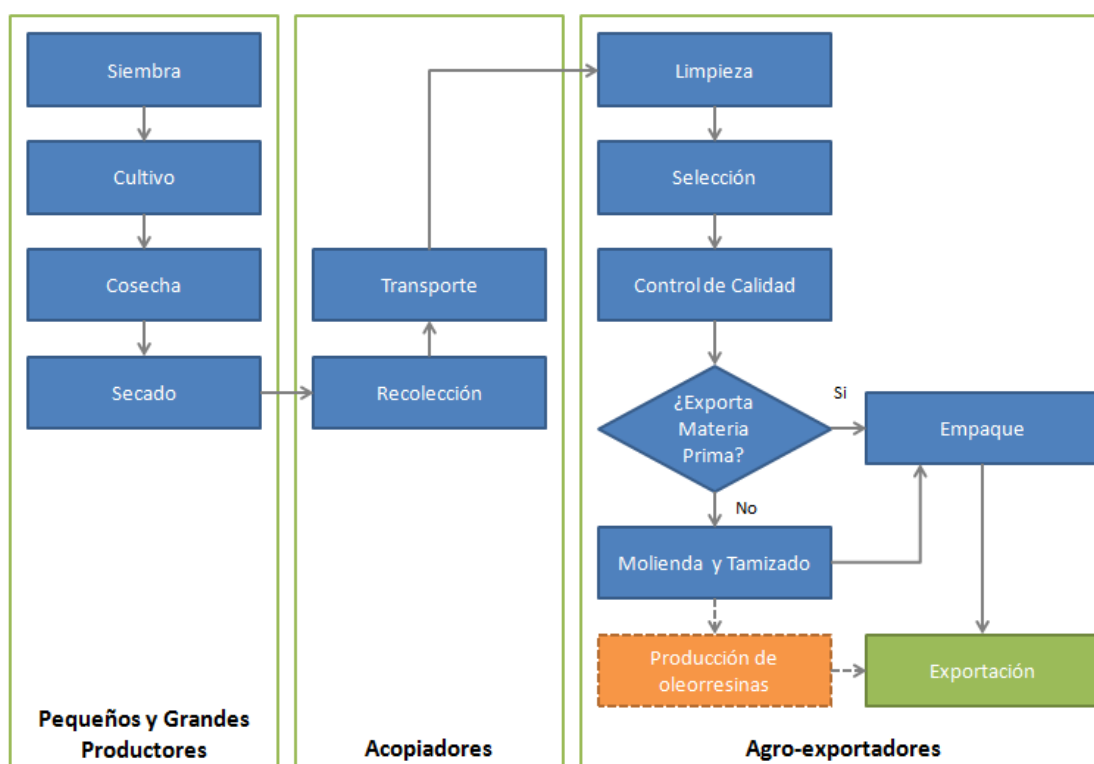 Siembra
Cultivo
Cosecha
Secado
Pequeños y Grandes
Productores
Transporte
Recolección
Acopiadores
Limpieza
Selección
Control de Calidad
¿Exporta
Materia
Prima?
Si
Empaque
No
Molienda y Tamizado
Producción de
oleorresinas
Exportación
Agro-exportadores